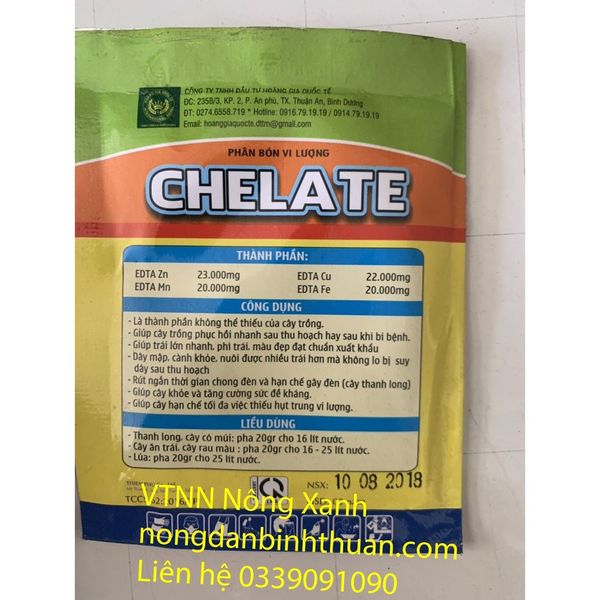 CÔNG TY TNHH ĐẦU TƯ HOÀNG GIA QUỐC TẾ
ĐC: 235B/3, KP. 2, P. An phú, TX. Thuận An, Bình Dương
ĐT: 0274.6558.719 * Hotline: 0916.79.19.19 / 0914.79.19.19
Email: hoanggiaquocte.dttm@gmail.com
PHÂN BÓN VI LƯỢNG
CHELATE
THÀNH PHẦN:
EDTA Zn 23.000mg EDTA Cu 22.000mg
EDTA Mn 20.000mg EDTA Fe 20.000mg
CÔNG DỤNG
- Là thành phần không thể thiếu của cây trồng.
- Giúp cây trồng phục hồi nhanh sau thu hoạch hay sau khi bi bệnh.
- Giúp trái lớn nhanh, phi trái, màu đẹp đạt chuẩn xuất khẩu
- Dây mập, cành khỏe, nuôi được nhiều trái hơn mà không lo bị suy
dây sau thu hoạch
- Rút ngắn thời gian chong đèn và hạn chế gãy đèn (cây thanh long)
- Giúp cây khỏe và tăng cường sức đề kháng.
- Giúp cây hạn chế tối đa việc thiếu hụt trung vi lượng.
LIỀU DÙNG
- Thanh long, cây có múi: pha 20gr cho 16 lít nước.
- Cây ăn trái, cây rau màu : pha 20gr cho 16 - 25 lít nước.
- Lúa: pha 20gr cho 25 lít nước.
NSX: 10 08 2018
VTNN Nông Xanh
nongdanbinhthuan.com
Liên hệ 0339091090